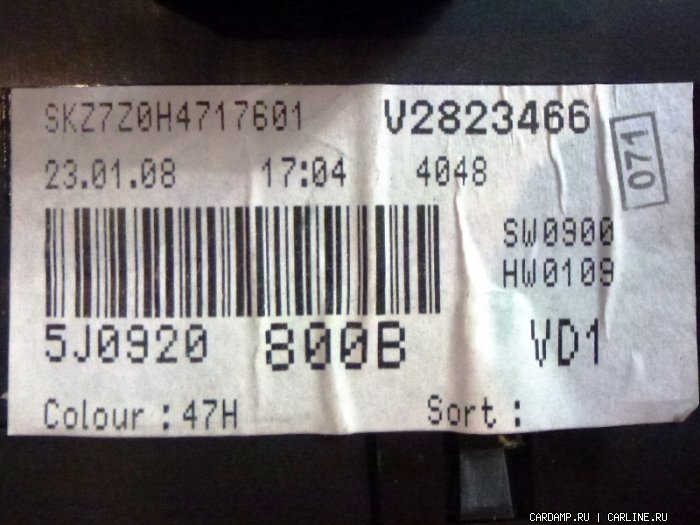 SKZ7Z0H4717601 V2823466
071
23.01.08 17:04 4048
SW0900
HW0109
5J0920 800B VD1
Colour : 47H Sort :
CARDAMP.RU | CARLINE.RU